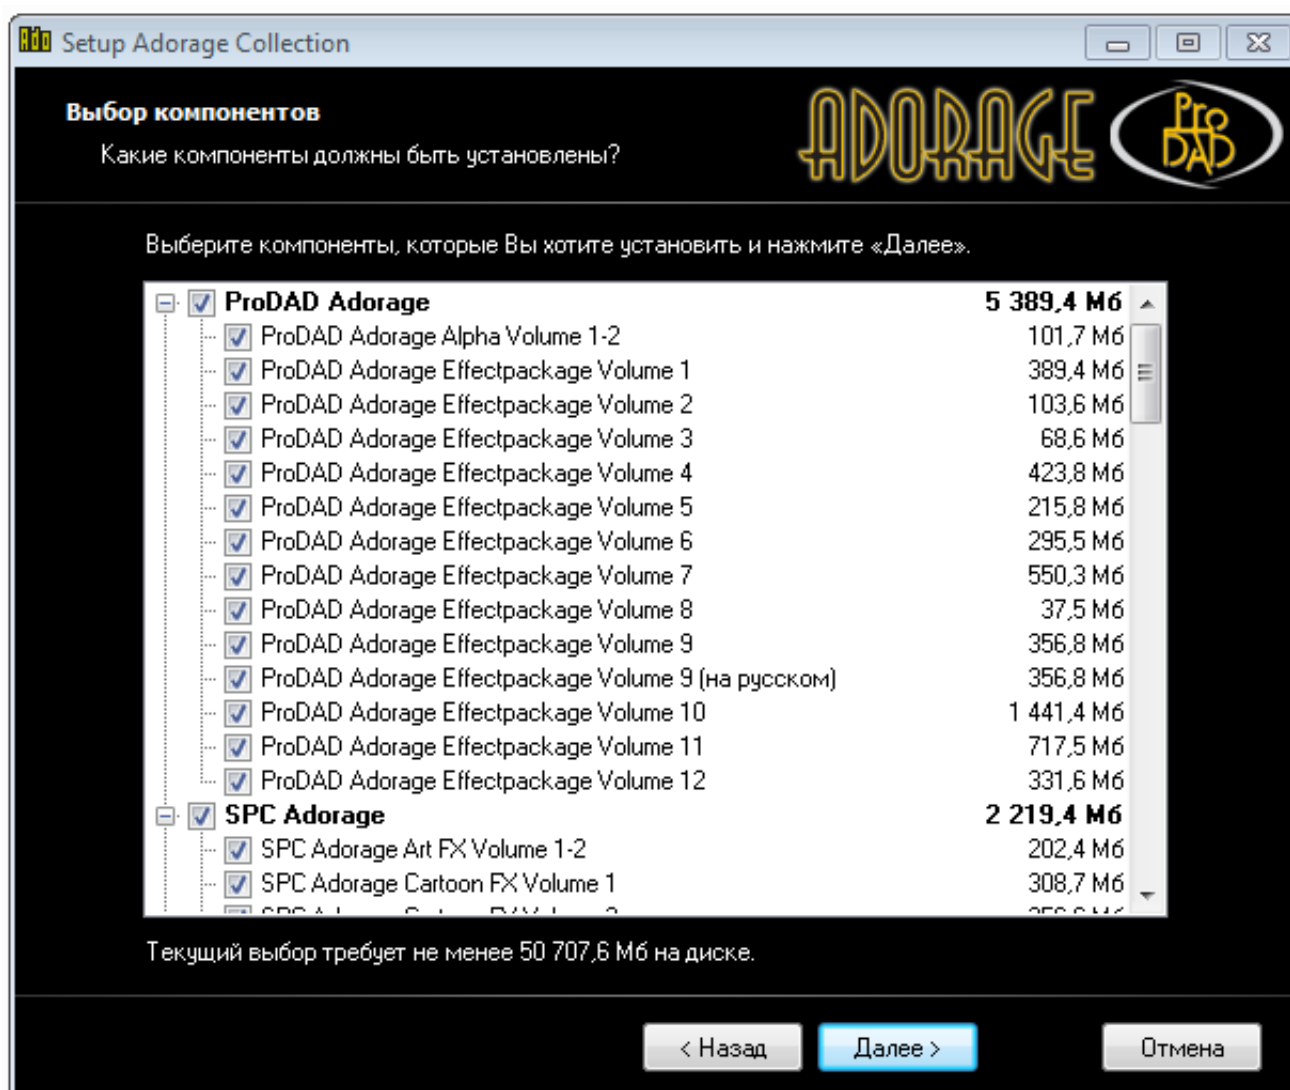 Ado Setup Adorage Collection
Выбор компонентов
Какие компоненты должны быть установлены?
ADORAGE
ProDAD
Выберите компоненты, которые Вы хотите установить и нажмите «Далее».
ProDAD Adorage 5 389,4 Мб
ProDAD Adorage Alpha Volume 1-2 101,7 Мб
ProDAD Adorage Effectpackage Volume 1 389,4 Мб
ProDAD Adorage Effectpackage Volume 2 103,6 Мб
ProDAD Adorage Effectpackage Volume 3 68,6 Мб
ProDAD Adorage Effectpackage Volume 4 423,8 Мб
ProDAD Adorage Effectpackage Volume 5 215,8 Мб
ProDAD Adorage Effectpackage Volume 6 295,5 Мб
ProDAD Adorage Effectpackage Volume 7 550,3 Мб
ProDAD Adorage Effectpackage Volume 8 37,5 Мб
ProDAD Adorage Effectpackage Volume 9 356,8 Мб
ProDAD Adorage Effectpackage Volume 9 (на русском) 356,8 Мб
ProDAD Adorage Effectpackage Volume 10 1 441,4 Мб
ProDAD Adorage Effectpackage Volume 11 717,5 Мб
ProDAD Adorage Effectpackage Volume 12 331,6 Мб
SPC Adorage 2 219,4 Мб
SPC Adorage Art FX Volume 1-2 202,4 Мб
SPC Adorage Cartoon FX Volume 1 308,7 Мб
Текущий выбор требует не менее 50 707,6 Мб на диске.
< Назад Далее > Отмена